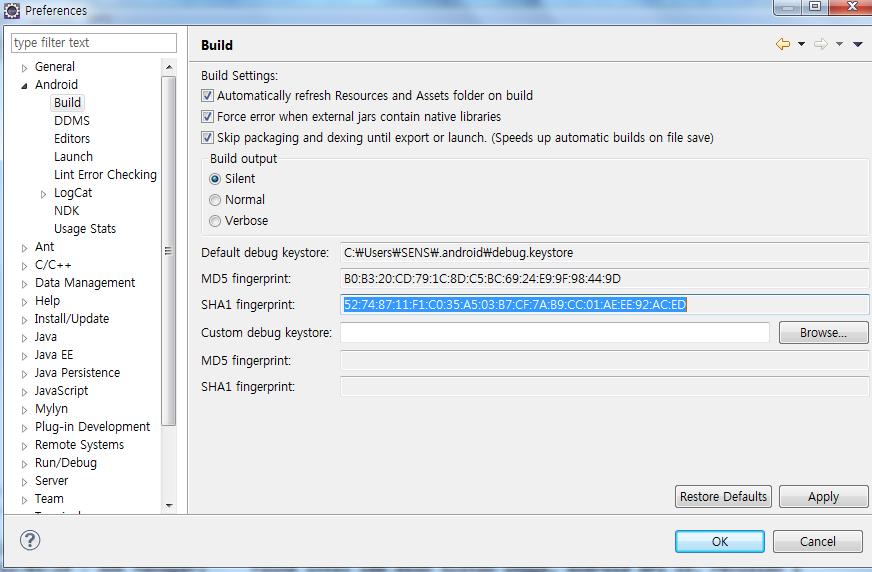 Preferences
type filter text
General
Android
Build
DDMS
Editors
Launch
Lint Error Checking
LogCat
NDK
Usage Stats
Ant
C/C++
Data Management
Help
Install/Update
Java
Java EE
Java Persistence
JavaScript
Mylyn
Plug-in Development
Remote Systems
Run/Debug
Server
Team
Build
Build Settings:
Automatically refresh Resources and Assets folder on build
Force error when external jars contain native libraries
Skip packaging and dexing until export or launch. (Speeds up automatic builds on file save)
Build output
Silent
Normal
Verbose
Default debug keystore: C:₩Users₩SENS₩.android₩debug.keystore
MD5 fingerprint: B0:B3:20:CD:79:1C:8D:C5:BC:69:24:E9:9F:98:44:9D
SHA1 fingerprint: 52:74:87:11:F1:C0:35:A5:03:B7:CF:7A:B9:CC:01:AE:EE:92:AC:ED
Custom debug keystore: Browse...
MD5 fingerprint:
SHA1 fingerprint:
Restore Defaults Apply
OK Cancel